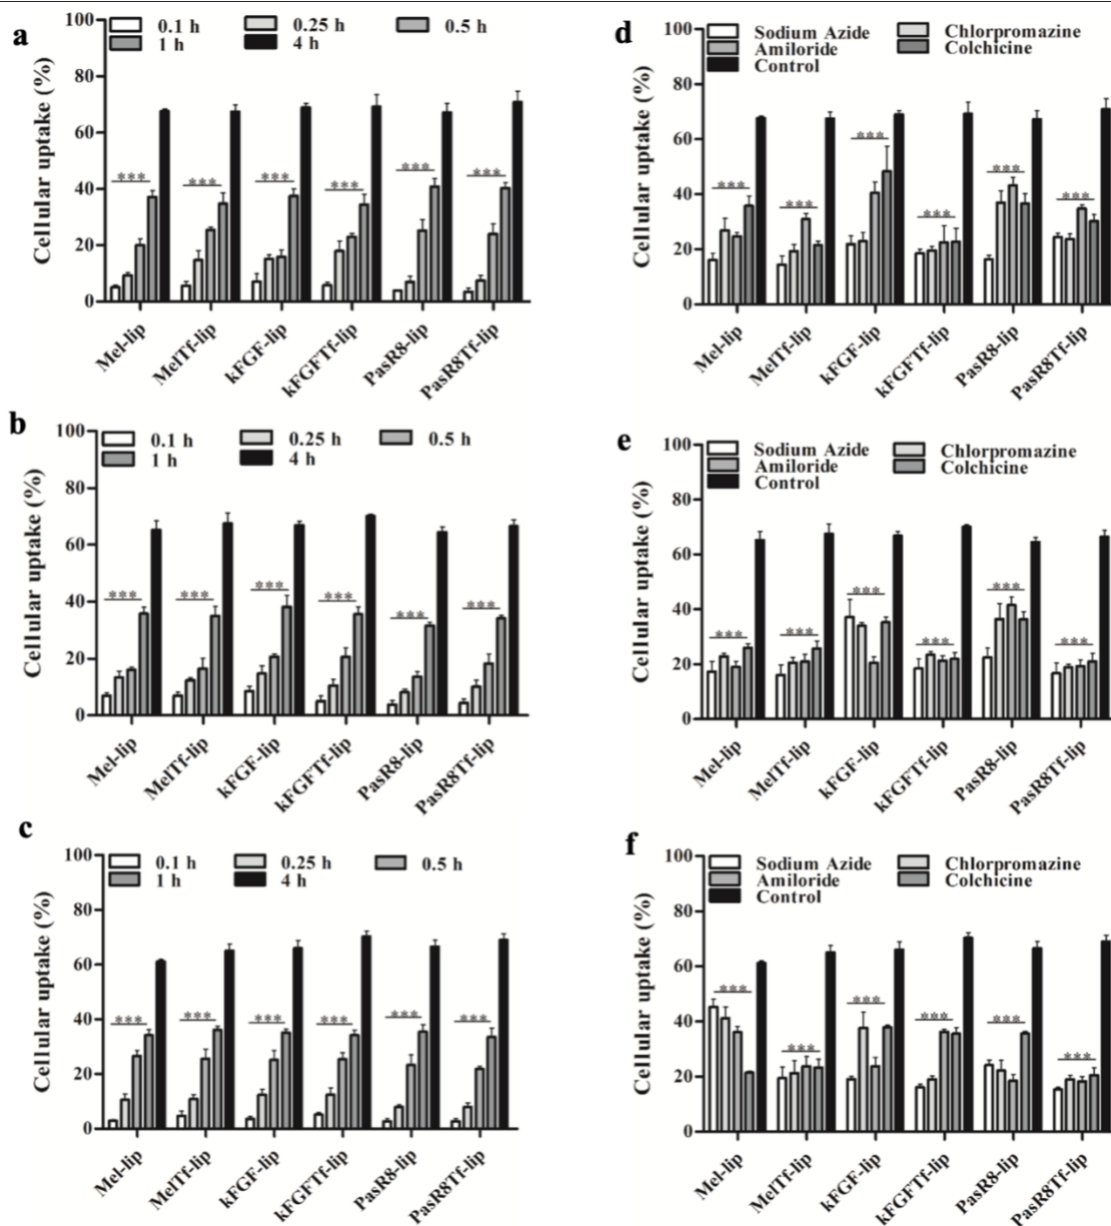 a
0.1 h 0.25 h 0.5 h
1 h 4 h
Cellular uptake (%)
100
80
60
40
20
0
*** *** *** *** *** ***
Mel-lip MelTf-lip kFGF-lip kFGFTf-lip PasR8-lip PasR8Tf-lip
b
0.1 h 0.25 h 0.5 h
1 h 4 h
Cellular uptake (%)
100
80
60
40
20
0
*** *** *** *** *** ***
Mel-lip MelTf-lip kFGF-lip kFGFTf-lip PasR8-lip PasR8Tf-lip
c
0.1 h 0.25 h 0.5 h
1 h 4 h
Cellular uptake (%)
100
80
60
40
20
0
*** *** *** *** *** ***
Mel-lip MelTf-lip kFGF-lip kFGFTf-lip PasR8-lip PasR8Tf-lip
d
Sodium Azide Chlorpromazine
Amiloride Colchicine
Control
Cellular uptake (%)
100
80
60
40
20
0
*** *** *** *** *** ***
Mel-lip MelTf-lip kFGF-lip kFGFTf-lip PasR8-lip PasR8Tf-lip
e
Sodium Azide Chlorpromazine
Amiloride Colchicine
Control
Cellular uptake (%)
100
80
60
40
20
0
*** *** *** *** *** ***
Mel-lip MelTf-lip kFGF-lip kFGFTf-lip PasR8-lip PasR8Tf-lip
f
Sodium Azide Chlorpromazine
Amiloride Colchicine
Control
Cellular uptake (%)
100
80
60
40
20
0
*** *** *** *** *** ***
Mel-lip MelTf-lip kFGF-lip kFGFTf-lip PasR8-lip PasR8Tf-lip